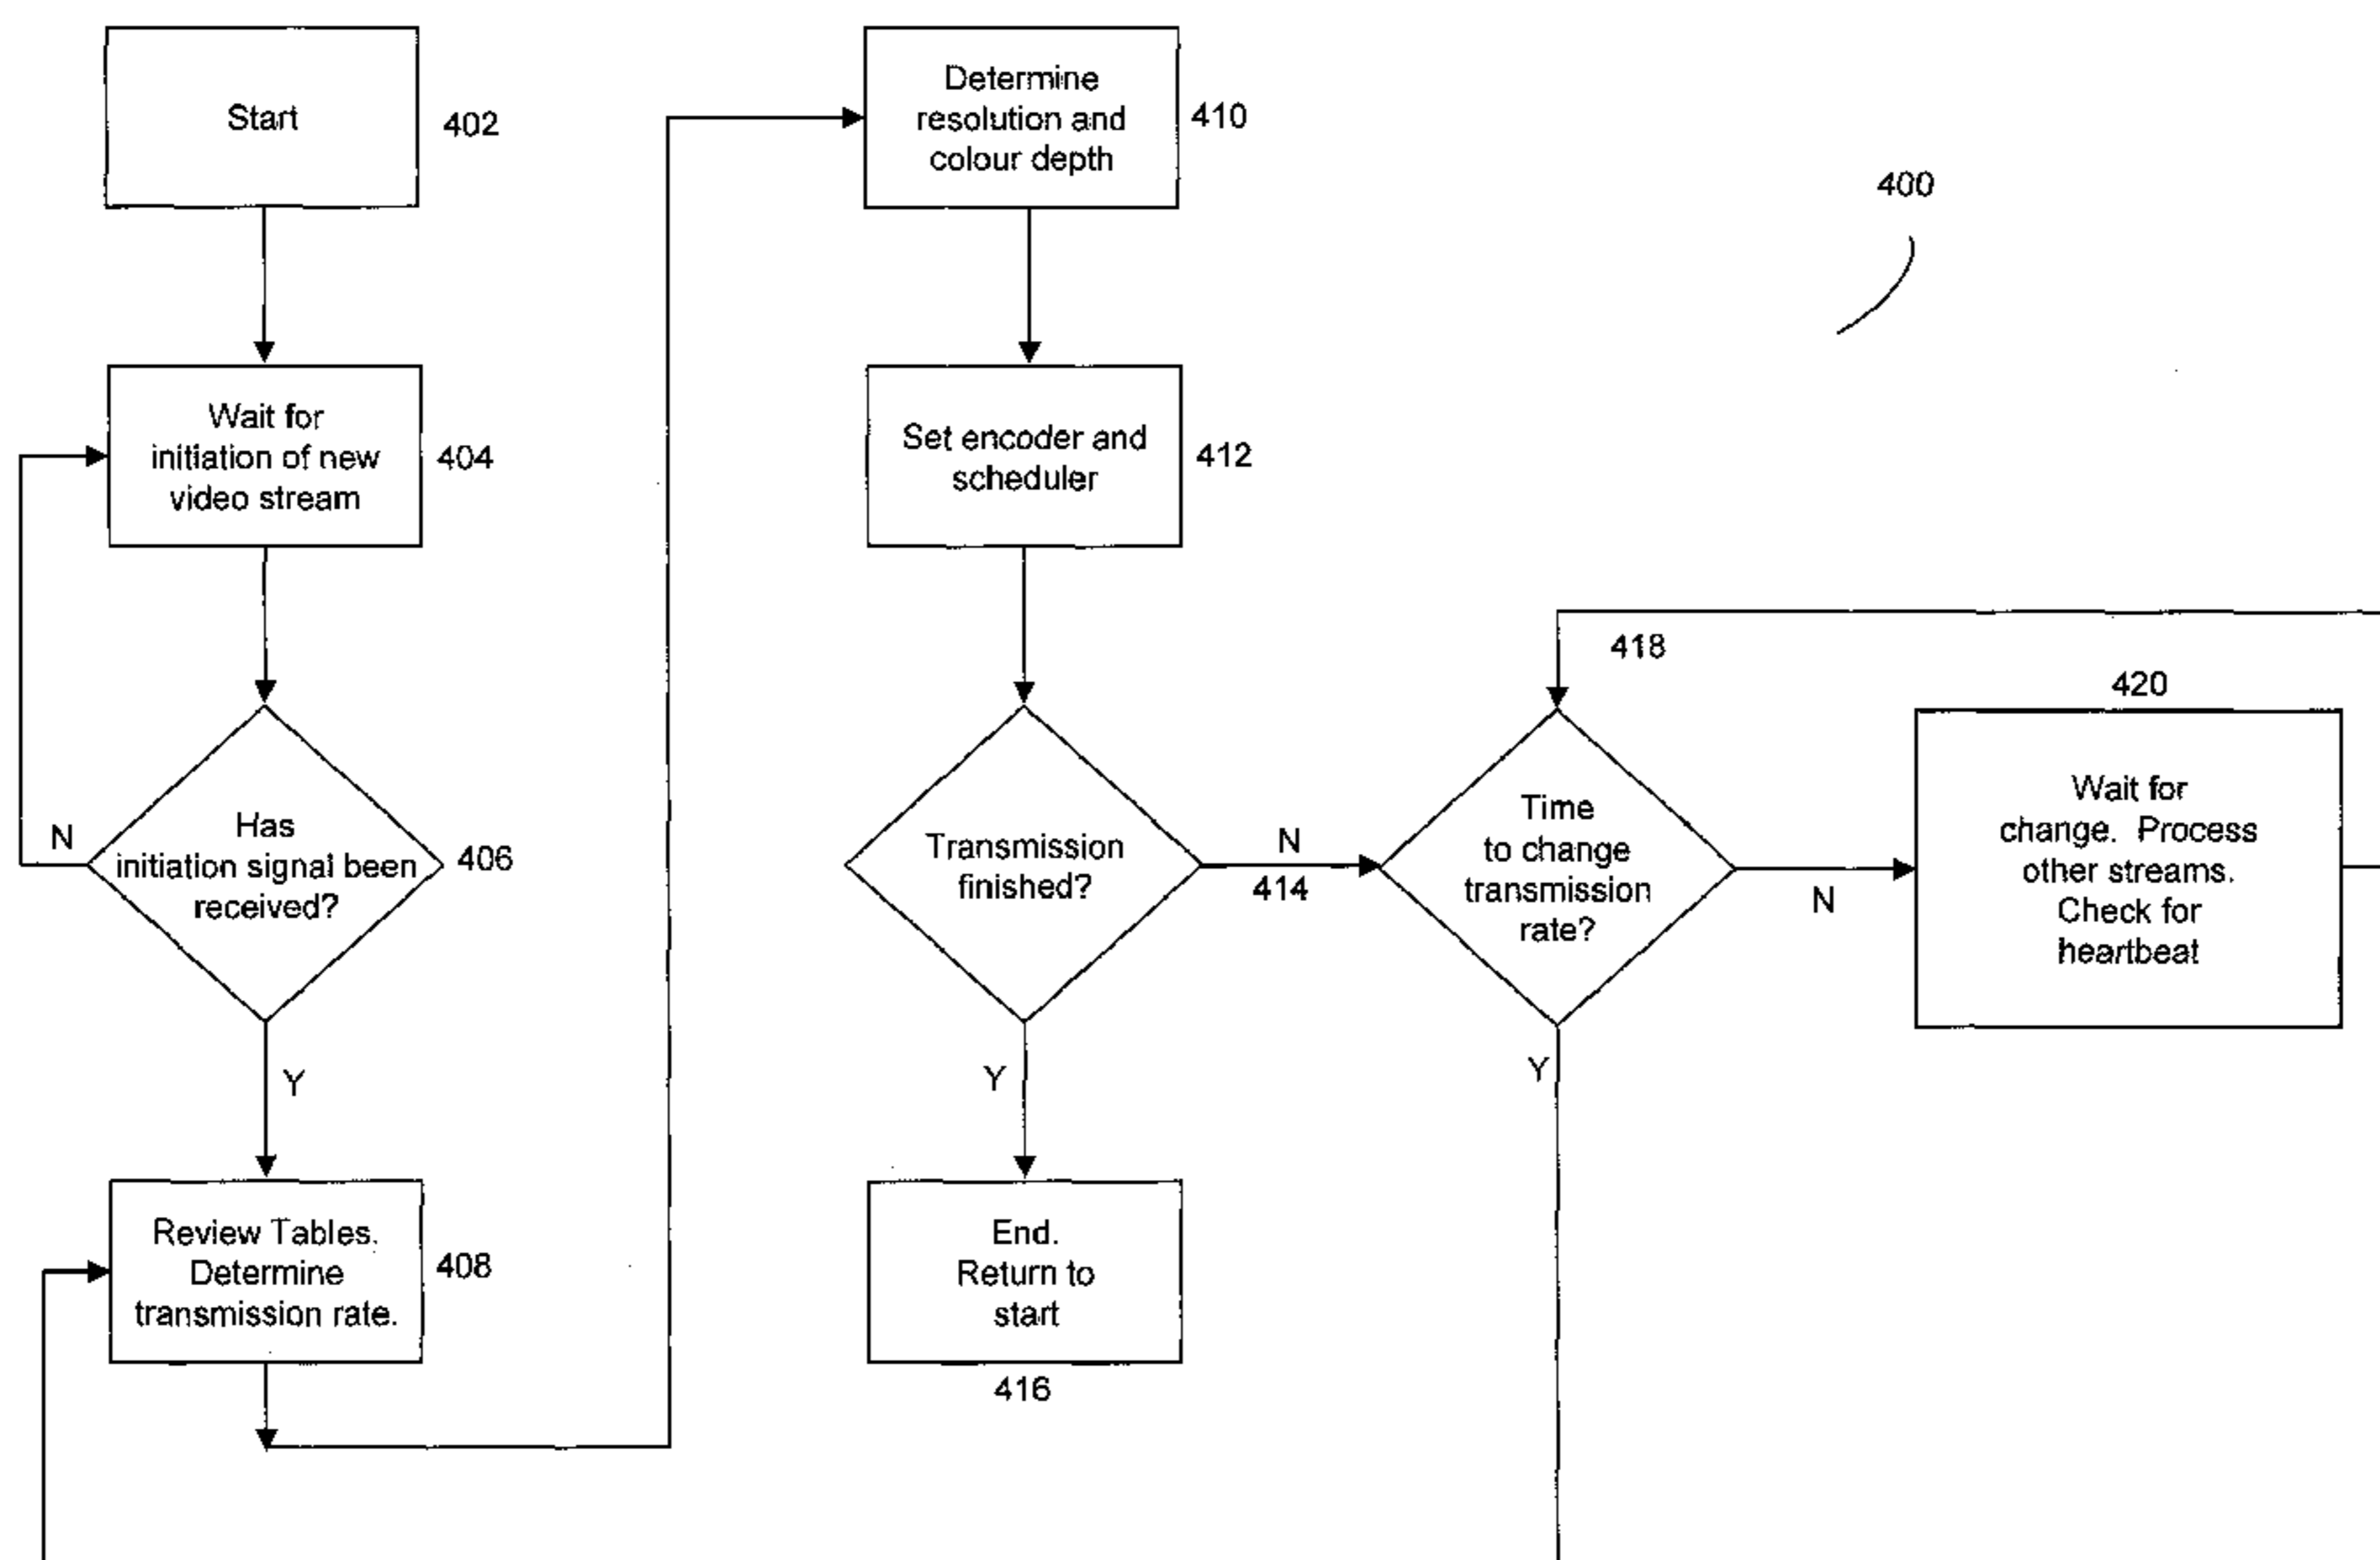 Start
402
Wait for
initiation of new
video stream
404
N
Has
initiation signal been
received?
406
Y
Review Tables.
Determine
transmission rate.
408
Determine
resolution and
colour depth
410
Set encoder and
scheduler
412
Transmission
finished?
N
414
Y
End.
Return to
start
416
400
418
Time
to change
transmission
rate?
N
Y
420
Wait for
change. Process
other streams.
Check for
heartbeat